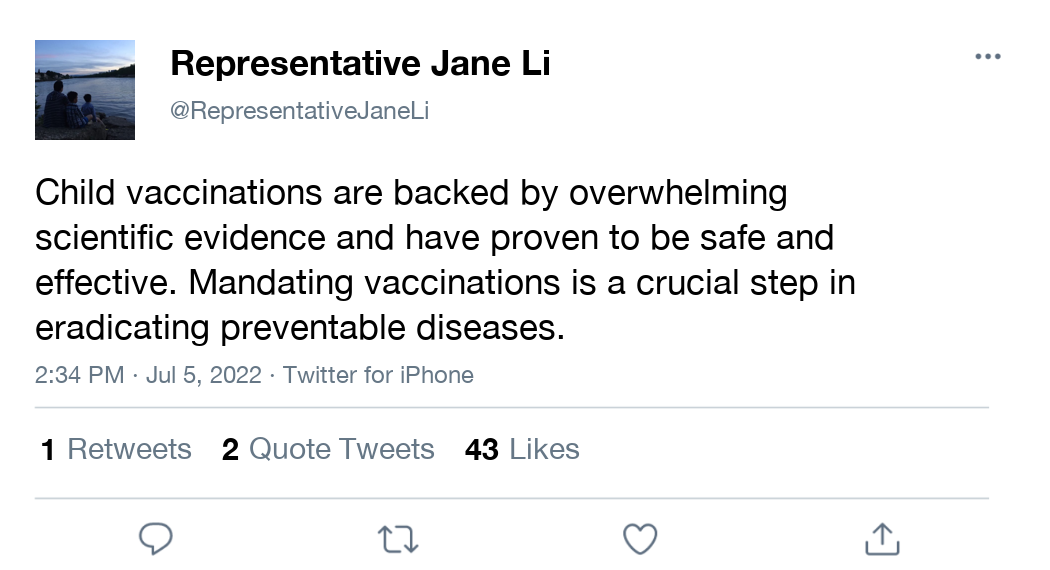 Representative Jane Li
@RepresentativeJaneLi
Child vaccinations are backed by overwhelming
scientific evidence and have proven to be safe and
effective. Mandating vaccinations is a crucial step in
eradicating preventable diseases.
2:34 PM · Jul 5, 2022 · Twitter for iPhone
1 Retweets 2 Quote Tweets 43 Likes